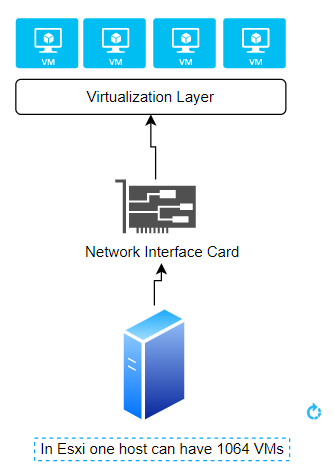 VM VM VM VM
Virtualization Layer
Network Interface Card
In Esxi one host can have 1064 VMs